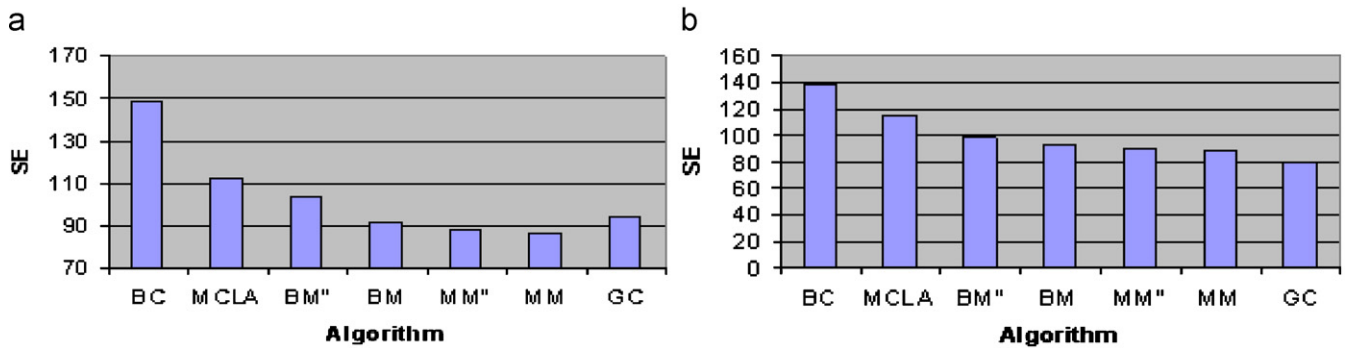 a
170
150
130
110
90
70
SE
BC MCLA BM" BM MM" MM GC
Algorithm
b
160
140
120
100
80
60
40
20
0
SE
BC MCLA BM" BM MM" MM GC
Algorithm